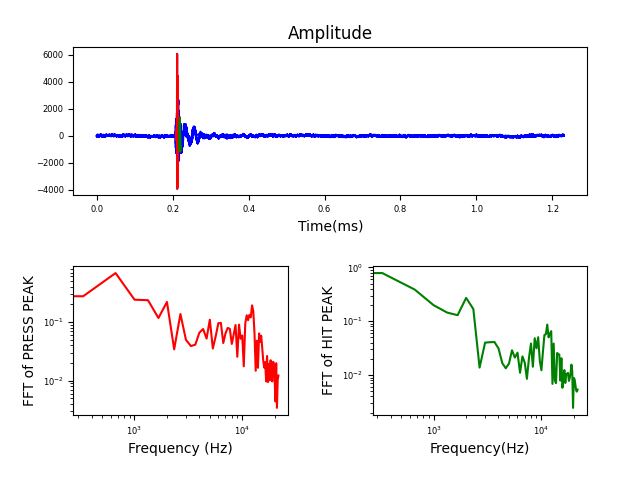 Amplitude
6000
4000
2000
0
−2000
−4000
0.0 0.2 0.4 0.6 0.8 1.0 1.2
Time(ms)
FFT of PRESS PEAK
10⁻¹
10⁻²
10³ 10⁴
Frequency (Hz)
FFT of HIT PEAK
10⁰
10⁻¹
10⁻²
10³ 10⁴
Frequency(Hz)